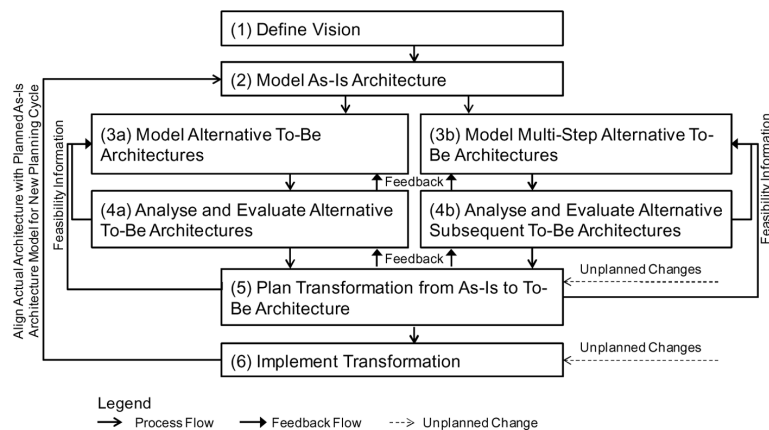 (1) Define Vision
(2) Model As-Is Architecture
Align Actual Architecture with Planned As-Is
Architecture Model for New Planning Cycle
Feasibility Information
(3a) Model Alternative To-Be
Architectures
(3b) Model Multi-Step Alternative To-
Be Architectures
Feasibility Information
Feedback
(4a) Analyse and Evaluate Alternative
To-Be Architectures
(4b) Analyse and Evaluate Alternative
Subsequent To-Be Architectures
Feedback
(5) Plan Transformation from As-Is to To-
Be Architecture
Unplanned Changes
(6) Implement Transformation
Unplanned Changes
Legend
Process Flow
Feedback Flow
Unplanned Change